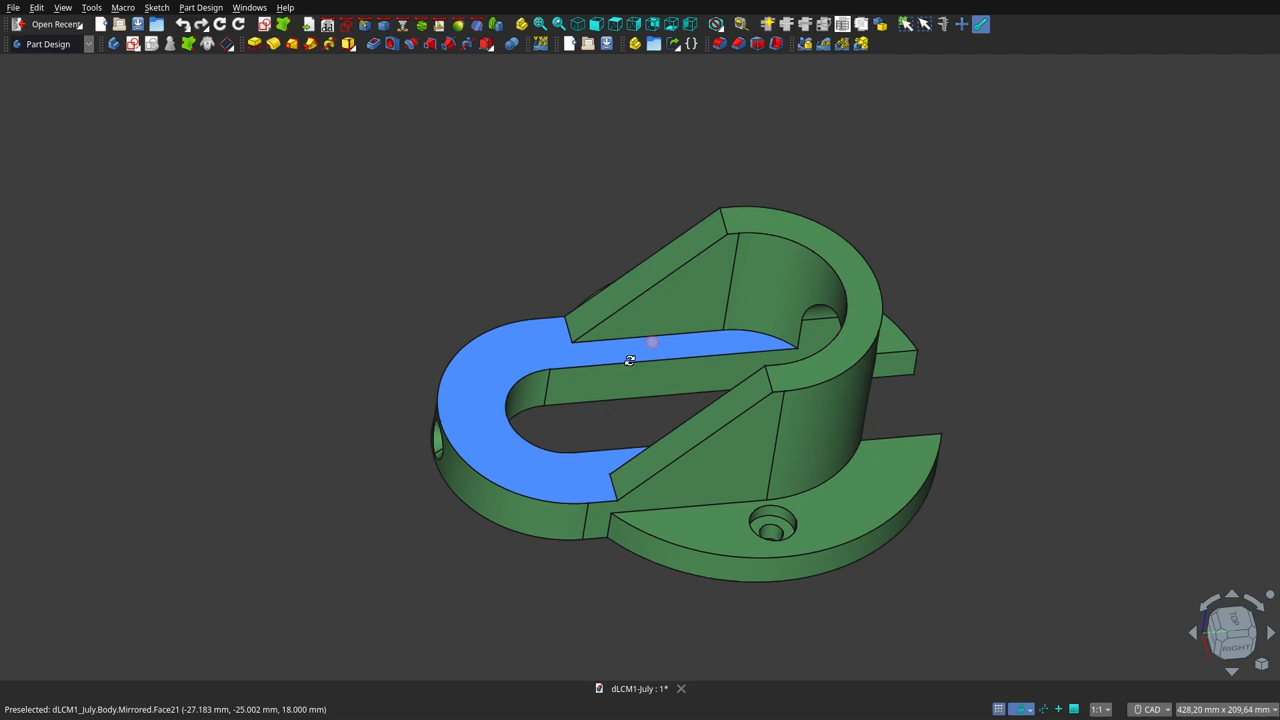 File Edit View Tools Macro Sketch Part Design Windows Help
Open Recent
Part Design
TOP
RIGHT
dLCM1-July : 1*
Preselected: dLCM1_July.Body.Mirrored.Face21 (-27.183 mm, -25.002 mm, 18.000 mm) 1:1 CAD 428,20 mm x 209,64 mm